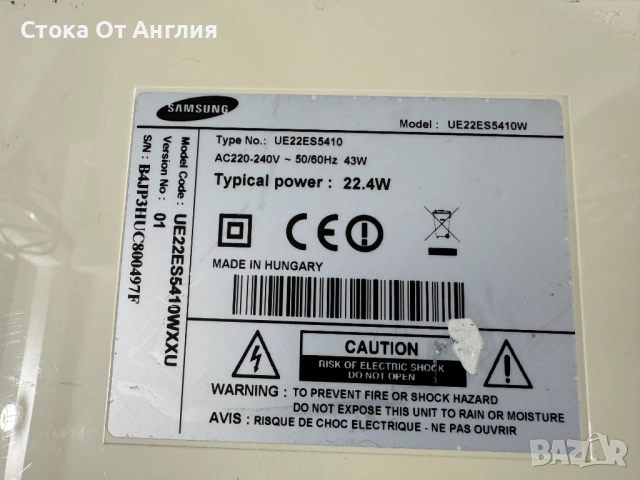 Стока От Англия
SAMSUNG
Model : UE22ES5410W
Type No.: UE22ES5410
AC220-240V ~ 50/60Hz 43W
Typical power : 22.4W
MADE IN HUNGARY
Model Code : UE22ES5410WXXU
Version No : 01
S/N : B4JP3HUC800497F
CAUTION
RISK OF ELECTRIC SHOCK
DO NOT OPEN
WARNING : TO PREVENT FIRE OR SHOCK HAZARD
DO NOT EXPOSE THIS UNIT TO RAIN OR MOISTURE
AVIS : RISQUE DE CHOC ELECTRIQUE - NE PAS OUVRIR
BAZAR